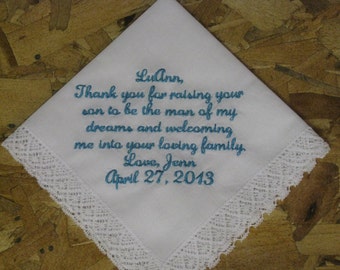 LuAnn,
Thank you for raising your
son to be the man of my
dreams and welcoming
me into your loving family.
Love, Jenn
April 27, 2013